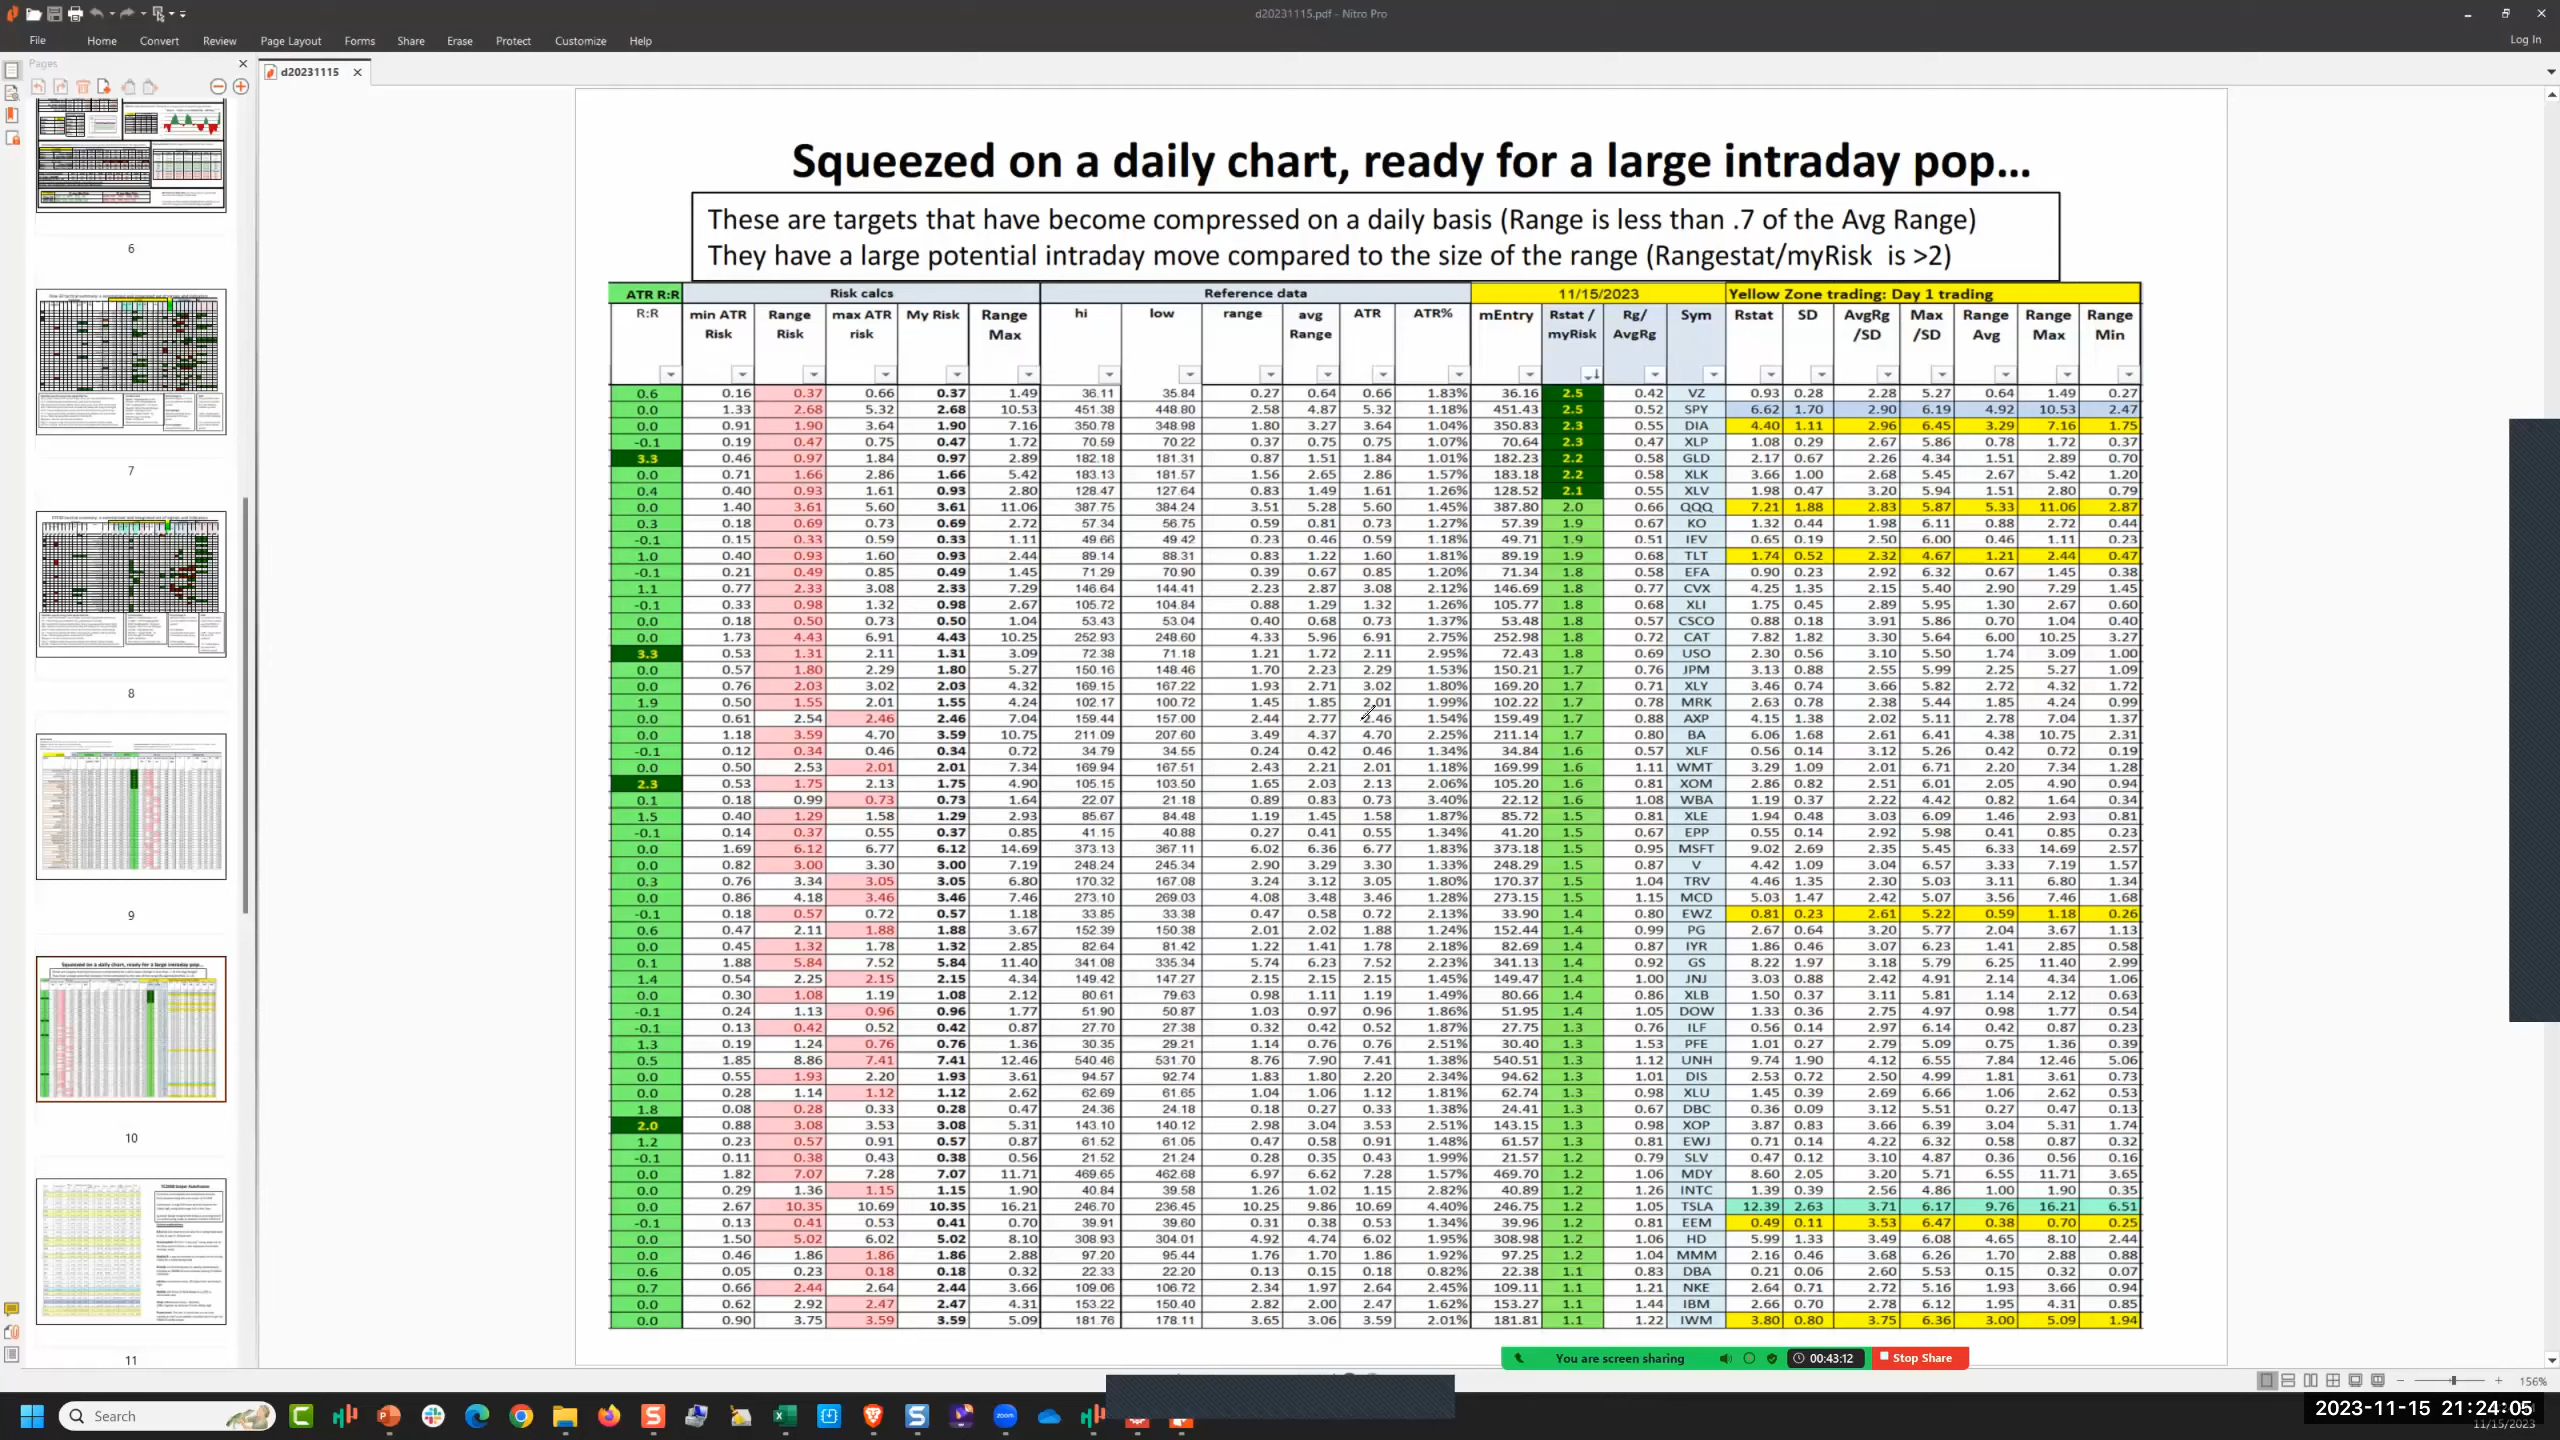 d20231115.pdf - Nitro Pro
File Home Convert Review Page Layout Forms Share Erase Protect Customize Help
Log In
Pages
d20231115
6
7
8
9
10
11
Squeezed on a daily chart, ready for a large intraday pop...
These are targets that have become compressed on a daily basis (Range is less than .7 of the Avg Range)
They have a large potential intraday move compared to the size of the range (Rangestat/myRisk is >2)
ATR R:R Risk calcs Reference data 11/15/2023 Yellow Zone trading: Day 1 trading
R:R min ATR Risk Range Risk max ATR risk My Risk Range Max hi low range avg Range ATR ATR% mEntry Rstat / myRisk Rg/ AvgRg Sym Rstat SD AvgRg /SD Max /SD Range Avg Range Max Range Min
0.6 0.16 0.37 0.66 0.37 1.49 36.11 35.84 0.27 0.64 0.66 1.83% 36.16 2.5 0.42 VZ 0.93 0.28 2.28 5.27 0.64 1.49 0.27
0.0 1.33 2.68 5.32 2.68 10.53 451.38 448.80 2.58 4.87 5.32 1.18% 451.43 2.5 0.52 SPY 6.62 1.70 2.90 6.19 4.92 10.53 2.47
0.0 0.91 1.90 3.64 1.90 7.16 350.78 348.98 1.80 3.27 3.64 1.04% 350.83 2.3 0.55 DIA 4.40 1.11 2.96 6.45 3.29 7.16 1.75
-0.1 0.19 0.47 0.75 0.47 1.72 70.59 70.22 0.37 0.75 0.75 1.07% 70.64 2.3 0.47 XLP 1.08 0.29 2.67 5.86 0.78 1.72 0.37
3.3 0.46 0.97 1.84 0.97 2.89 182.18 181.31 0.87 1.51 1.84 1.01% 182.23 2.2 0.58 GLD 2.17 0.67 2.26 4.34 1.51 2.89 0.70
0.0 0.71 1.66 2.86 1.66 5.42 183.13 181.57 1.56 2.65 2.86 1.57% 183.18 2.2 0.58 XLK 3.66 1.00 2.68 5.45 2.67 5.42 1.20
0.4 0.40 0.93 1.61 0.93 2.80 128.47 127.64 0.83 1.49 1.61 1.26% 128.52 2.1 0.55 XLV 1.98 0.47 3.20 5.94 1.51 2.80 0.79
0.0 1.40 3.61 5.60 3.61 11.06 387.75 384.24 3.51 5.28 5.60 1.45% 387.80 2.0 0.66 QQQ 7.21 1.88 2.83 5.87 5.33 11.06 2.87
0.3 0.18 0.69 0.73 0.69 2.72 57.34 56.75 0.59 0.81 0.73 1.27% 57.39 1.9 0.67 KO 1.32 0.44 1.98 6.11 0.88 2.72 0.44
-0.1 0.15 0.33 0.59 0.33 1.11 49.66 49.42 0.23 0.46 0.59 1.18% 49.71 1.9 0.51 IEV 0.65 0.19 2.50 6.00 0.46 1.11 0.23
1.0 0.40 0.93 1.60 0.93 2.44 89.14 88.31 0.83 1.22 1.60 1.81% 89.19 1.9 0.68 TLT 1.74 0.52 2.32 4.67 1.21 2.44 0.47
-0.1 0.21 0.49 0.85 0.49 1.45 71.29 70.90 0.39 0.67 0.85 1.20% 71.34 1.8 0.58 EFA 0.90 0.23 2.92 6.32 0.67 1.45 0.38
1.1 0.77 2.33 3.08 2.33 7.29 146.64 144.41 2.23 2.87 3.08 2.12% 146.69 1.8 0.77 CVX 4.25 1.35 2.15 5.40 2.90 7.29 1.45
-0.1 0.33 0.98 1.32 0.98 2.67 105.72 104.84 0.88 1.29 1.32 1.26% 105.77 1.8 0.68 XLI 1.75 0.45 2.89 5.95 1.30 2.67 0.60
0.0 0.18 0.50 0.73 0.50 1.04 53.43 53.04 0.40 0.68 0.73 1.37% 53.48 1.8 0.57 CSCO 0.88 0.18 3.91 5.86 0.70 1.04 0.40
0.0 1.73 4.43 6.91 4.43 10.25 252.93 248.60 4.33 5.96 6.91 2.75% 252.98 1.8 0.72 CAT 7.82 1.82 3.30 5.64 6.00 10.25 3.27
3.3 0.53 1.31 2.11 1.31 3.09 72.38 71.18 1.21 1.72 2.11 2.95% 72.43 1.8 0.69 USO 2.30 0.56 3.10 5.50 1.74 3.09 1.00
0.0 0.57 1.80 2.29 1.80 5.27 150.16 148.46 1.70 2.23 2.29 1.53% 150.21 1.7 0.76 JPM 3.13 0.88 2.55 5.99 2.25 5.27 1.09
0.0 0.76 2.03 3.02 2.03 4.32 169.15 167.22 1.93 2.71 3.02 1.80% 169.20 1.7 0.71 XLY 3.46 0.74 3.66 5.82 2.72 4.32 1.72
1.9 0.50 1.55 2.01 1.55 4.24 102.17 100.72 1.45 1.85 2.01 1.99% 102.22 1.7 0.78 MRK 2.63 0.78 2.38 5.44 1.85 4.24 0.99
0.0 0.61 2.54 2.46 2.46 7.04 159.44 157.00 2.44 2.77 2.46 1.54% 159.49 1.7 0.88 AXP 4.15 1.38 2.02 5.11 2.78 7.04 1.37
0.0 1.18 3.59 4.70 3.59 10.75 211.09 207.60 3.49 4.37 4.70 2.25% 211.14 1.7 0.80 BA 6.06 1.68 2.61 6.41 4.38 10.75 2.31
-0.1 0.12 0.34 0.46 0.34 0.72 34.79 34.55 0.24 0.42 0.46 1.34% 34.84 1.6 0.57 XLF 0.56 0.14 3.12 5.26 0.42 0.72 0.19
0.0 0.50 2.53 2.01 2.01 7.34 169.94 167.51 2.43 2.21 2.01 1.18% 169.99 1.6 1.11 WMT 3.29 1.09 2.01 6.71 2.20 7.34 1.28
2.3 0.53 1.75 2.13 1.75 4.90 105.15 103.50 1.65 2.03 2.13 2.06% 105.20 1.6 0.81 XOM 2.86 0.82 2.51 6.01 2.05 4.90 0.94
0.1 0.18 0.99 0.73 0.73 1.64 22.07 21.18 0.89 0.83 0.73 3.40% 22.12 1.6 1.08 WBA 1.19 0.37 2.22 4.42 0.82 1.64 0.34
1.5 0.40 1.29 1.58 1.29 2.93 85.67 84.48 1.19 1.45 1.58 1.87% 85.72 1.5 0.81 XLE 1.94 0.48 3.03 6.09 1.46 2.93 0.81
-0.1 0.14 0.37 0.55 0.37 0.85 41.15 40.88 0.27 0.41 0.55 1.34% 41.20 1.5 0.67 EPP 0.55 0.14 2.92 5.98 0.41 0.85 0.23
0.0 1.69 6.12 6.77 6.12 14.69 373.13 367.11 6.02 6.36 6.77 1.83% 373.18 1.5 0.95 MSFT 9.02 2.69 2.35 5.45 6.33 14.69 2.57
0.0 0.82 3.00 3.30 3.00 7.19 248.24 245.34 2.90 3.29 3.30 1.33% 248.29 1.5 0.87 V 4.42 1.09 3.04 6.57 3.33 7.19 1.57
0.3 0.76 3.34 3.05 3.05 6.80 170.32 167.08 3.24 3.12 3.05 1.80% 170.37 1.5 1.04 TRV 4.46 1.35 2.30 5.03 3.11 6.80 1.34
0.0 0.86 4.18 3.46 3.46 7.46 273.10 269.03 4.08 3.48 3.46 1.28% 273.15 1.5 1.15 MCD 5.03 1.47 2.42 5.07 3.56 7.46 1.68
-0.1 0.18 0.57 0.72 0.57 1.18 33.85 33.38 0.47 0.58 0.72 2.13% 33.90 1.4 0.80 EWZ 0.81 0.23 2.61 5.22 0.59 1.18 0.26
0.6 0.47 2.11 1.88 1.88 3.67 152.39 150.38 2.01 2.02 1.88 1.24% 152.44 1.4 0.99 PG 2.67 0.64 3.20 5.77 2.04 3.67 1.13
0.0 0.45 1.32 1.78 1.32 2.85 82.64 81.42 1.22 1.41 1.78 2.18% 82.69 1.4 0.87 IYR 1.86 0.46 3.07 6.23 1.41 2.85 0.58
0.1 1.88 5.84 7.52 5.84 11.40 341.08 335.34 5.74 6.23 7.52 2.23% 341.13 1.4 0.92 GS 8.22 1.97 3.18 5.79 6.25 11.40 2.99
1.4 0.54 2.25 2.15 2.15 4.34 149.42 147.27 2.15 2.15 2.15 1.45% 149.47 1.4 1.00 JNJ 3.03 0.88 2.42 4.91 2.14 4.34 1.06
0.0 0.30 1.08 1.19 1.08 2.12 80.61 79.63 0.98 1.11 1.19 1.49% 80.66 1.4 0.86 XLB 1.50 0.37 3.11 5.81 1.14 2.12 0.63
-0.1 0.24 1.13 0.96 0.96 1.77 51.90 50.87 1.03 0.97 0.96 1.86% 51.95 1.4 1.05 DOW 1.33 0.36 2.75 4.97 0.98 1.77 0.54
-0.1 0.13 0.42 0.52 0.42 0.87 27.70 27.38 0.32 0.42 0.52 1.87% 27.75 1.3 0.76 ILF 0.56 0.14 2.97 6.14 0.42 0.87 0.23
1.3 0.19 1.24 0.76 0.76 1.36 30.35 29.21 1.14 0.76 0.76 2.51% 30.40 1.3 1.53 PFE 1.01 0.27 2.79 5.09 0.75 1.36 0.39
0.5 1.85 8.86 7.41 7.41 12.46 540.46 531.70 8.76 7.90 7.41 1.38% 540.51 1.3 1.12 UNH 9.74 1.90 4.12 6.55 7.84 12.46 5.06
0.0 0.55 1.93 2.20 1.93 3.61 94.57 92.74 1.83 1.80 2.20 2.34% 94.62 1.3 1.01 DIS 2.53 0.72 2.50 4.99 1.81 3.61 0.73
0.0 0.28 1.14 1.12 1.12 2.62 62.69 61.65 1.04 1.06 1.12 1.81% 62.74 1.3 0.98 XLU 1.45 0.39 2.69 6.66 1.06 2.62 0.53
1.8 0.08 0.28 0.33 0.28 0.47 24.36 24.18 0.18 0.27 0.33 1.38% 24.41 1.3 0.67 DBC 0.36 0.09 3.12 5.51 0.27 0.47 0.13
2.0 0.88 3.08 3.53 3.08 5.31 143.10 140.12 2.98 3.04 3.53 2.51% 143.15 1.3 0.98 XOP 3.87 0.83 3.66 6.39 3.04 5.31 1.74
1.2 0.23 0.57 0.91 0.57 0.87 61.52 61.05 0.47 0.58 0.91 1.48% 61.57 1.3 0.81 EWJ 0.71 0.14 4.22 6.32 0.58 0.87 0.32
-0.1 0.11 0.38 0.43 0.38 0.56 21.52 21.24 0.28 0.35 0.43 1.99% 21.57 1.2 0.79 SLV 0.47 0.12 3.10 4.87 0.36 0.56 0.16
0.0 1.82 7.07 7.28 7.07 11.71 469.65 462.68 6.97 6.62 7.28 1.57% 469.70 1.2 1.06 MDY 8.60 2.05 3.20 5.71 6.55 11.71 3.65
0.0 0.29 1.36 1.15 1.15 1.90 40.84 39.58 1.26 1.02 1.15 2.82% 40.89 1.2 1.26 INTC 1.39 0.39 2.56 4.86 1.00 1.90 0.35
0.0 2.67 10.35 10.69 10.35 16.21 246.70 236.45 10.25 9.86 10.69 4.40% 246.75 1.2 1.05 TSLA 12.39 2.63 3.71 6.17 9.76 16.21 6.51
-0.1 0.13 0.41 0.53 0.41 0.70 39.91 39.60 0.31 0.38 0.53 1.34% 39.96 1.2 0.81 EEM 0.49 0.11 3.53 6.47 0.38 0.70 0.25
0.0 1.50 5.02 6.02 5.02 8.10 308.93 304.01 4.92 4.74 6.02 1.95% 308.98 1.2 1.06 HD 5.99 1.33 3.49 6.08 4.65 8.10 2.44
0.0 0.46 1.86 1.86 1.86 2.88 97.20 95.44 1.76 1.70 1.86 1.92% 97.25 1.2 1.04 MMM 2.16 0.46 3.68 6.26 1.70 2.88 0.88
0.6 0.05 0.23 0.18 0.18 0.32 22.33 22.20 0.13 0.15 0.18 0.82% 22.38 1.1 0.83 DBA 0.21 0.06 2.60 5.53 0.15 0.32 0.07
0.7 0.66 2.44 2.64 2.44 3.66 109.06 106.72 2.34 1.97 2.64 2.45% 109.11 1.1 1.21 NKE 2.64 0.71 2.72 5.16 1.93 3.66 0.94
0.0 0.62 2.92 2.47 2.47 4.31 153.22 150.40 2.82 2.00 2.47 1.62% 153.27 1.1 1.44 IBM 2.66 0.70 2.78 6.12 1.95 4.31 0.85
0.0 0.90 3.75 3.59 3.59 5.09 181.76 178.11 3.65 3.06 3.59 2.01% 181.81 1.1 1.22 IWM 3.80 0.80 3.75 6.36 3.00 5.09 1.94
You are screen sharing 00:43:12 Stop Share
156%
Search
zoom
2023-11-15 21:24:05
11/15/2023